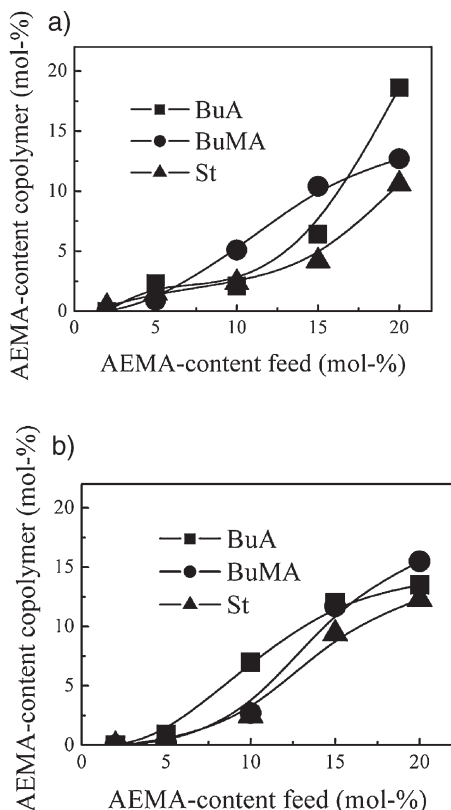 a)
AEMA-content copolymer (mol-%)
20
15
10
5
0
BuA
BuMA
St
0 5 10 15 20
AEMA-content feed (mol-%)
b)
AEMA-content copolymer (mol-%)
20
15
10
5
0
BuA
BuMA
St
0 5 10 15 20
AEMA-content feed (mol-%)